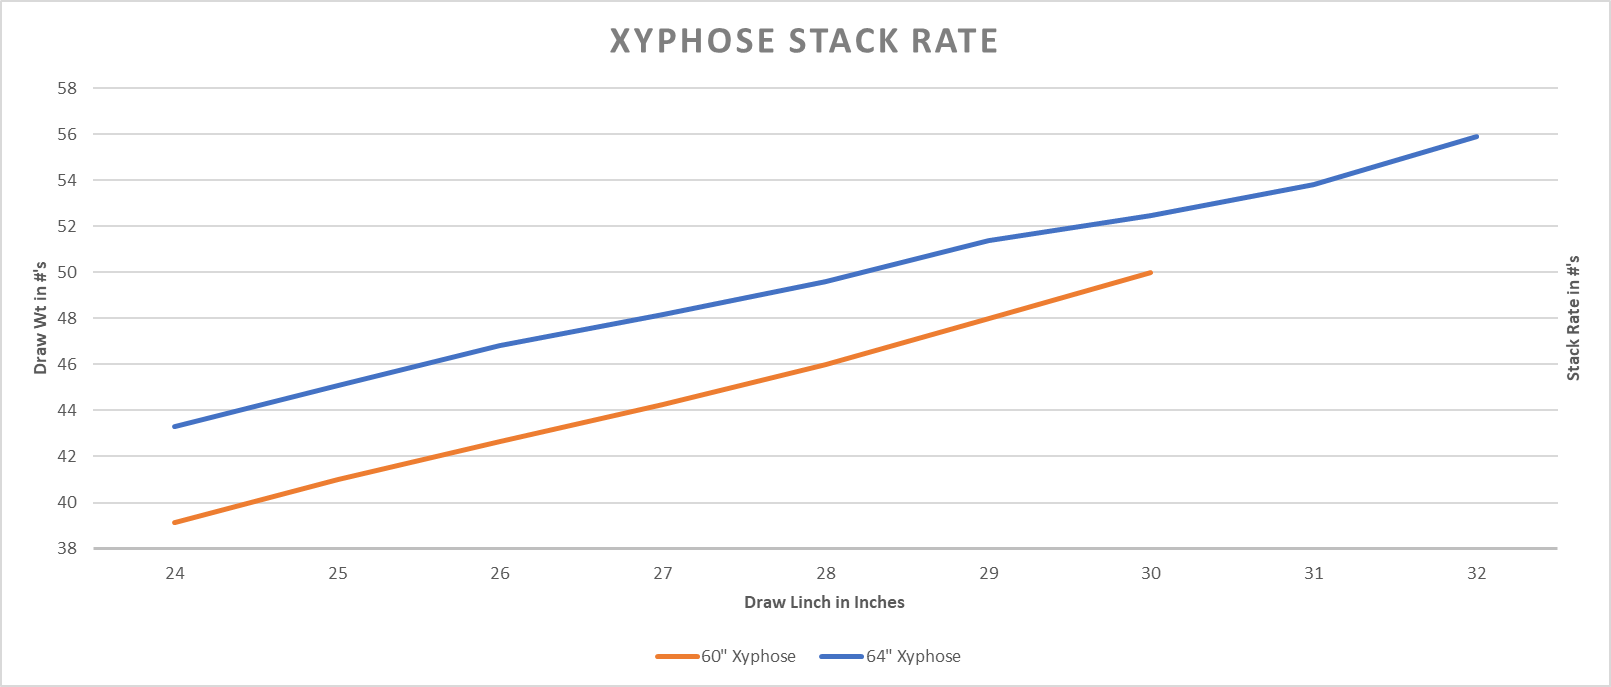 XYPHOSE STACK RATE
58
56
54
52
50
48
46
44
42
40
38
Draw Wt in #'s
Stack Rate in #'s
24 25 26 27 28 29 30 31 32
Draw Linch in Inches
60" Xyphose 64" Xyphose